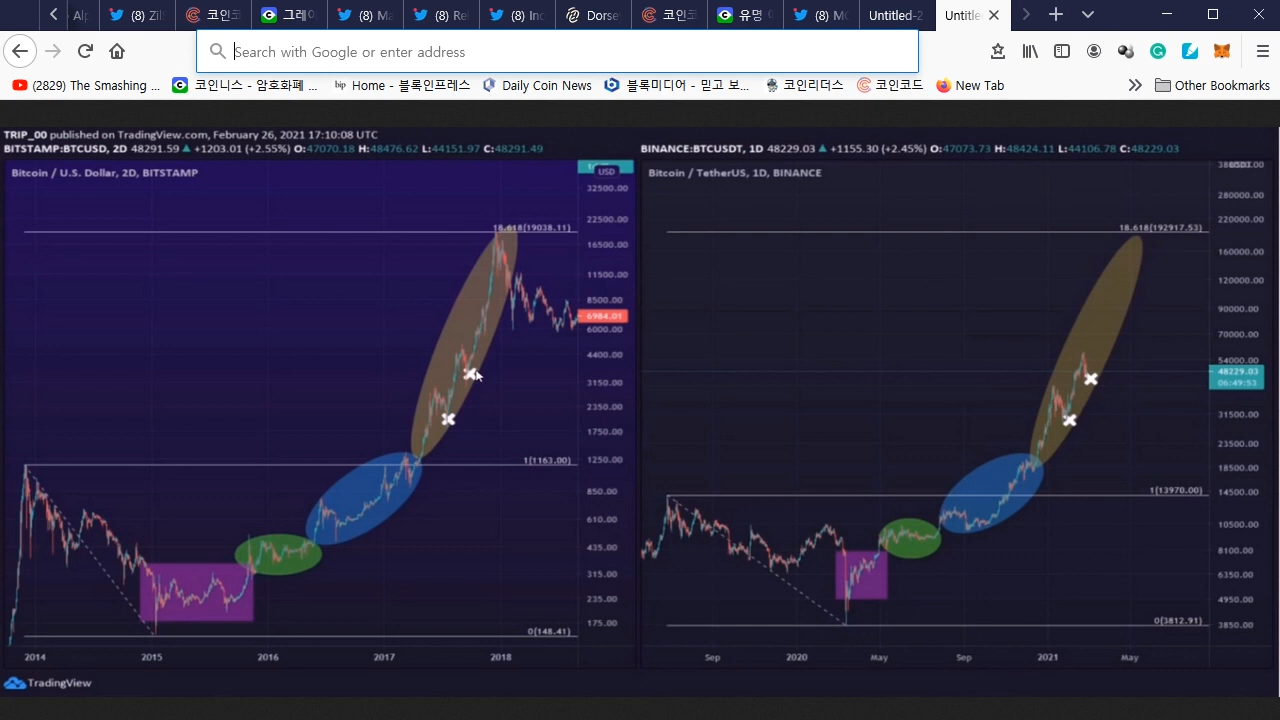 Alp
(8) Zil
코인코
그레이
(8) Ma
(8) Re
(8) Inc
Dorse
코인코
유명 이
(8) MO
Untitled-2
Untitle
Search with Google or enter address
(2829) The Smashing ...
코인니스 암호화폐 ...
bip Home - 블록인프레스
Daily Coin News
블록미디어 - 믿고 보...
코인리더스
코인코드
New Tab
Other Bookmarks
TRIP_00 published on TradingView.com, February 26, 2021 17:10:08 UTC
BITSTAMP:BTCUSD, 2D 48291.59 ▲ +1203.01 (+2.55%) O:47070.18 H:48476.62 L:44151.97 C:48291.49
Bitcoin / U.S. Dollar, 2D, BITSTAMP
USD
32500.00
22500.00
18.618(19038.11)
16500.00
11500.00
8500.00
6984.01
6000.00
4400.00
3150.00
2350.00
1750.00
1250.00
1(1163.00)
850.00
610.00
435.00
315.00
235.00
175.00
0(148.41)
2014 2015 2016 2017 2018
BINANCE:BTCUSDT, 1D 48229.03 ▲ +1155.30 (+2.45%) O:47073.73 H:48424.11 L:44106.78 C:48229.03
Bitcoin / TetherUS, 1D, BINANCE
280000.00
220000.00
18.618(192917.53)
160000.00
120000.00
90000.00
70000.00
54000.00
48229.03
06:49:53
31500.00
23500.00
18500.00
14500.00
1(13970.00)
10500.00
8100.00
6350.00
4950.00
3850.00
0(3812.91)
Sep 2020 May Sep 2021 May
TradingView